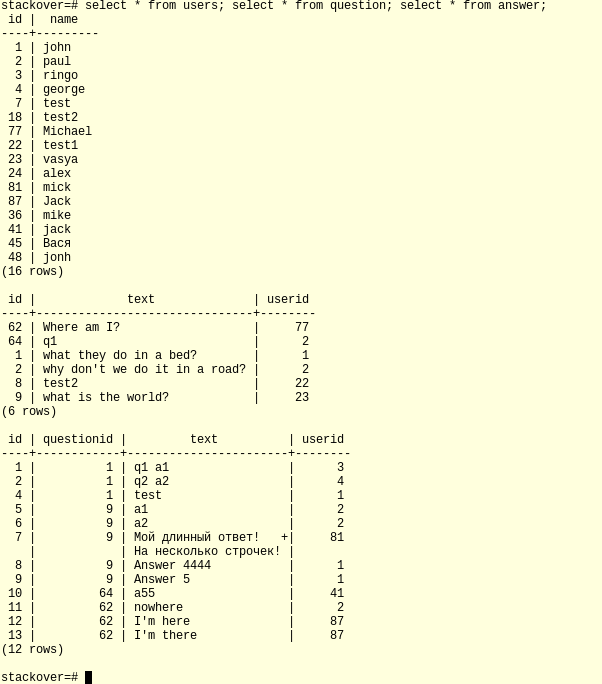 stackover=# select * from users; select * from question; select * from answer;
 id |  name
----+---------
  1 | john
  2 | paul
  3 | ringo
  4 | george
  7 | test
 18 | test2
 77 | Michael
 22 | test1
 23 | vasya
 24 | alex
 81 | mick
 87 | Jack
 36 | mike
 41 | jack
 45 | Вася
 48 | jonh
(16 rows)

 id |             text              | userid
----+-------------------------------+--------
 62 | Where am I?                   |     77
 64 | q1                            |      2
  1 | what they do in a bed?        |      1
  2 | why don't we do it in a road? |      2
  8 | test2                         |     22
  9 | what is the world?            |     23
(6 rows)

 id | questionid |         text          | userid
----+------------+-----------------------+--------
  1 |          1 | q1 a1                 |      3
  2 |          1 | q2 a2                 |      4
  4 |          1 | test                  |      1
  5 |          9 | a1                    |      2
  6 |          9 | a2                    |      2
  7 |          9 | Мой длинный ответ!   +|     81
    |            | На несколько строчек! |
  8 |          9 | Answer 4444           |      1
  9 |          9 | Answer 5              |      1
 10 |         64 | a55                   |     41
 11 |         62 | nowhere               |      2
 12 |         62 | I'm here              |     87
 13 |         62 | I'm there             |     87
(12 rows)

stackover=#